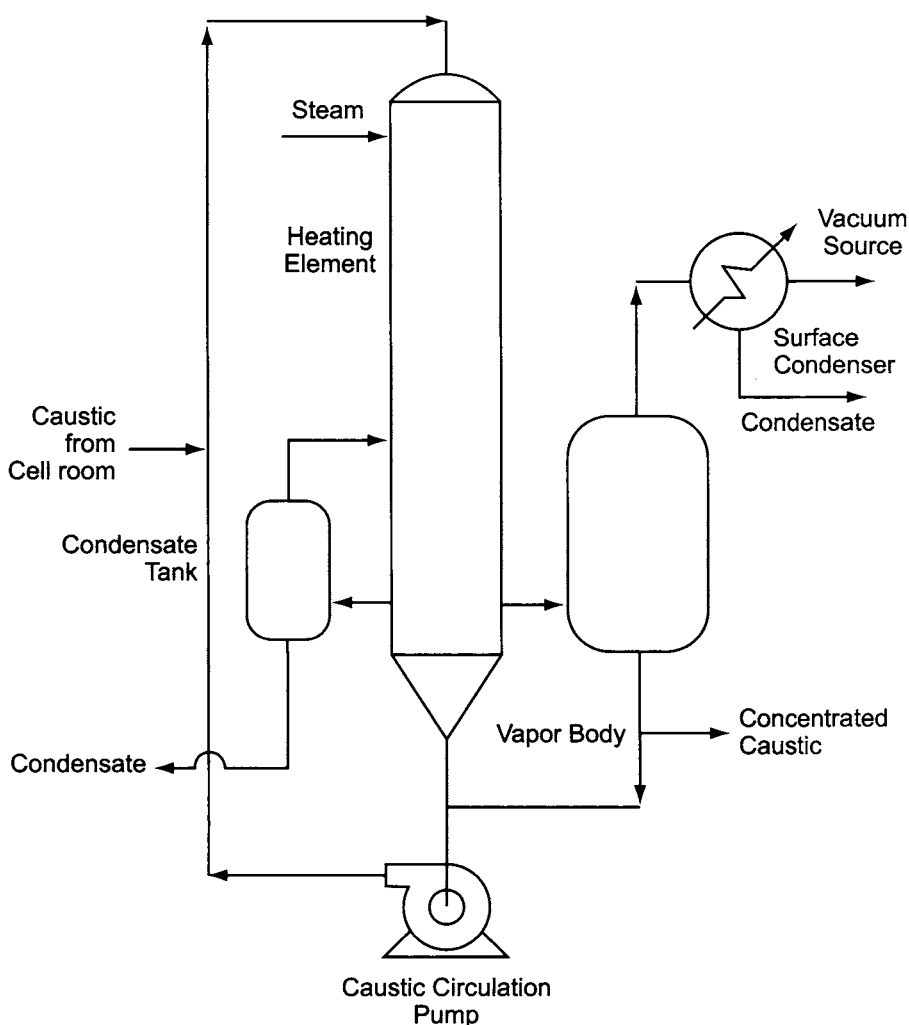 Steam
Heating
Element
Vacuum
Source
Surface
Condenser
Condensate
Caustic
from
Cell room
Condensate
Tank
Vapor Body
Concentrated
Caustic
Condensate
Caustic Circulation
Pump